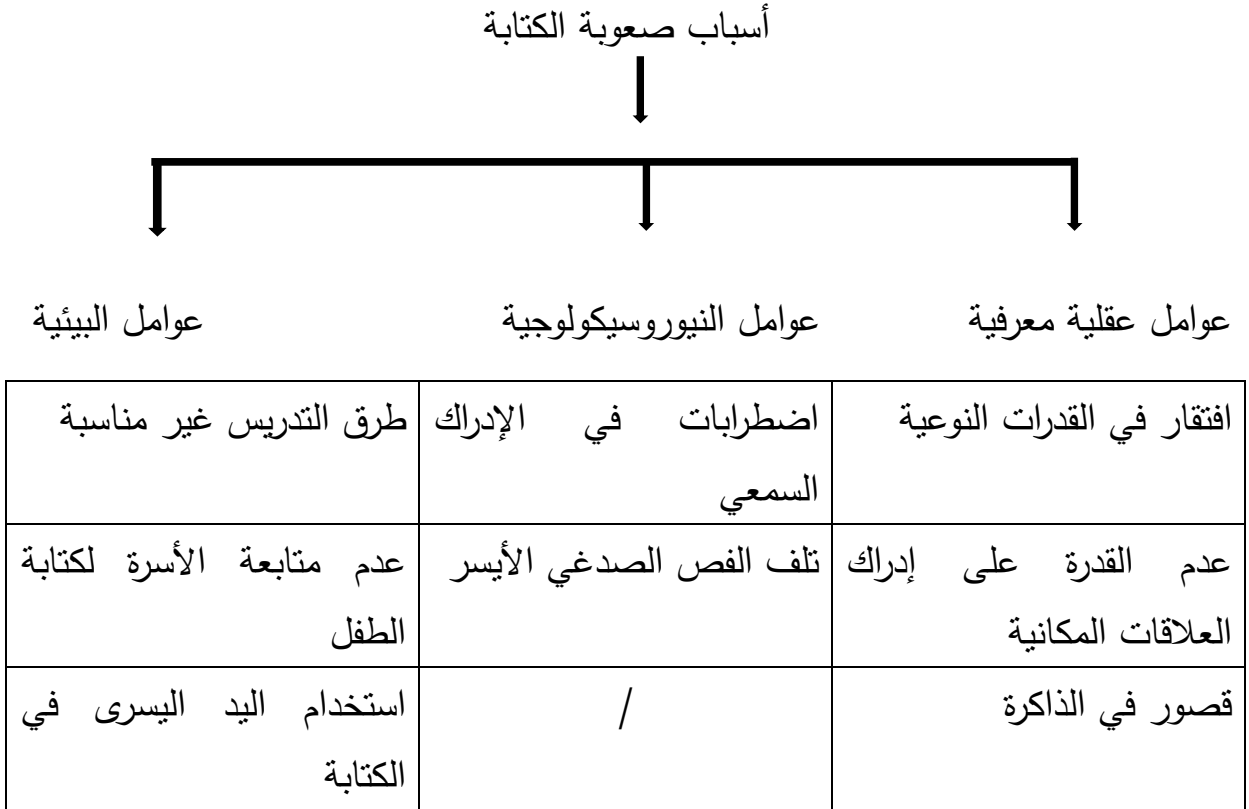 أسباب صعوبة الكتابة
عوامل عقلية معرفية
عوامل النيوروسيكولوجية
عوامل البيئية
افتقار في القدرات النوعية
اضطرابات في الإدراك
السمعي
طرق التدريس غير مناسبة
عدم القدرة على إدراك
العلاقات المكانية
تلف الفص الصدغي الأيسر
عدم متابعة الأسرة لكتابة
الطفل
قصور في الذاكرة
/
استخدام اليد اليسرى في
الكتابة